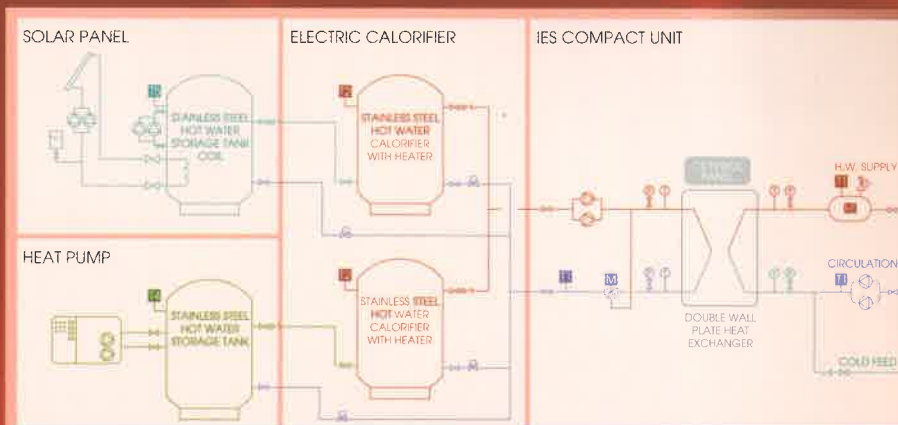 SOLAR PANEL
STAINLESS STEEL
HOT WATER
STORAGE TANK
COIL
HEAT PUMP
STAINLESS STEEL
HOT WATER
STORAGE TANK
ELECTRIC CALORIFIER
STAINLESS STEEL
HOT WATER
CALORIFIER
WITH HEATER
STAINLESS STEEL
HOT WATER
CALORIFIER
WITH HEATER
IES COMPACT UNIT
M
CONTROL
PANEL
DOUBLE WALL
PLATE HEAT
EXCHANGER
H.W. SUPPLY
CIRCULATION
COLD FEED